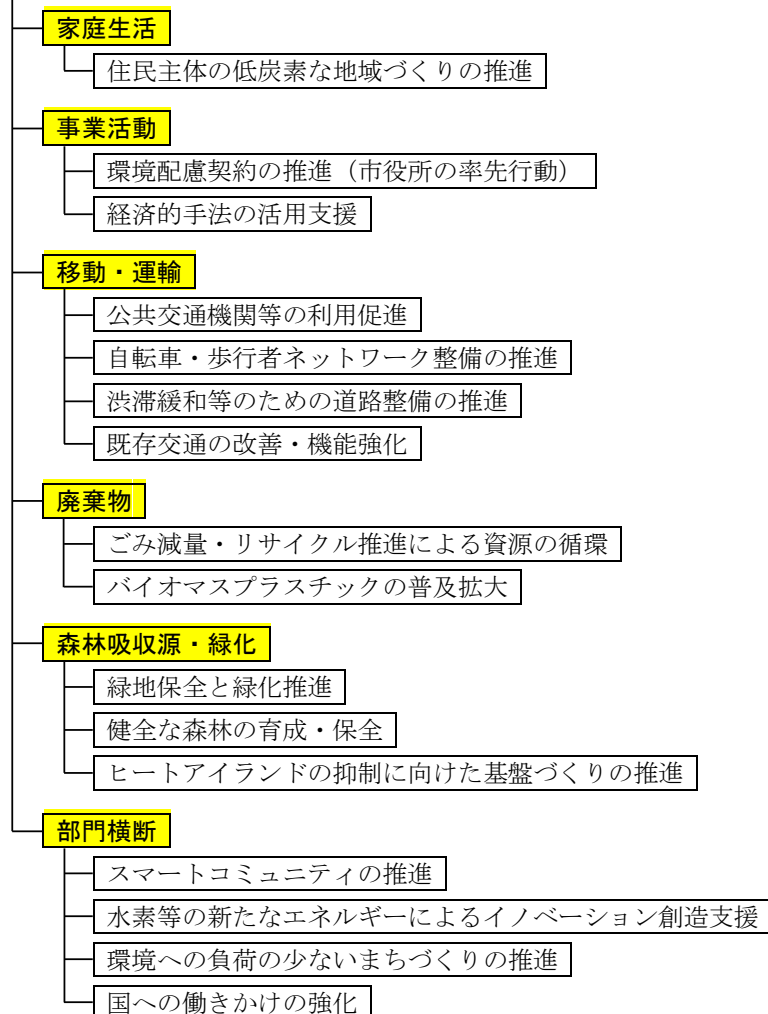 家庭生活
住民主体の低炭素な地域づくりの推進
事業活動
環境配慮契約の推進（市役所の率先行動）
経済的手法の活用支援
移動・運輸
公共交通機関等の利用促進
自転車・歩行者ネットワーク整備の推進
渋滞緩和等のための道路整備の推進
既存交通の改善・機能強化
廃棄物
ごみ減量・リサイクル推進による資源の循環
バイオマスプラスチックの普及拡大
森林吸収源・緑化
緑地保全と緑化推進
健全な森林の育成・保全
ヒートアイランドの抑制に向けた基盤づくりの推進
部門横断
スマートコミュニティの推進
水素等の新たなエネルギーによるイノベーション創造支援
環境への負荷の少ないまちづくりの推進
国への働きかけの強化